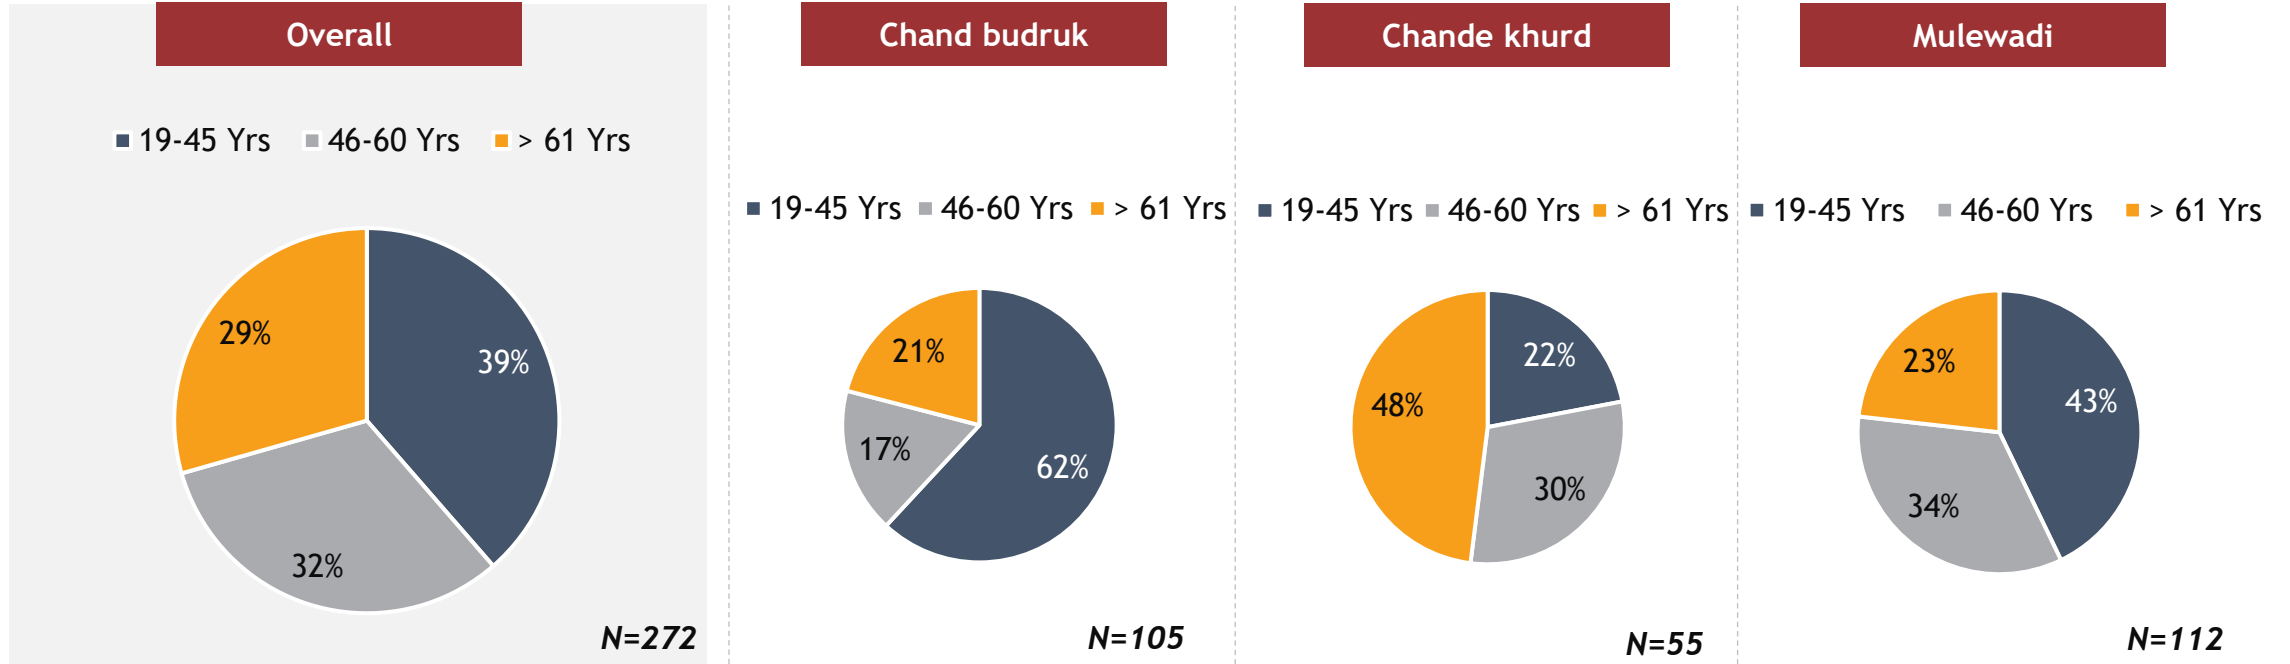 Overall
19-45 Yrs 46-60 Yrs > 61 Yrs
29%
39%
32%
N=272
Chand budruk
19-45 Yrs 46-60 Yrs > 61 Yrs
21%
17%
62%
N=105
Chande khurd
19-45 Yrs 46-60 Yrs > 61 Yrs
22%
48%
30%
N=55
Mulewadi
19-45 Yrs 46-60 Yrs > 61 Yrs
23%
43%
34%
N=112